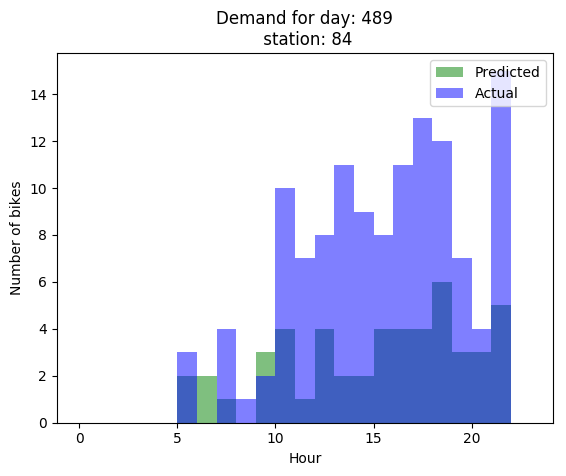 Demand for day: 489
station: 84
Predicted
Actual
14
12
10
8
6
4
2
0
Number of bikes
0 5 10 15 20
Hour